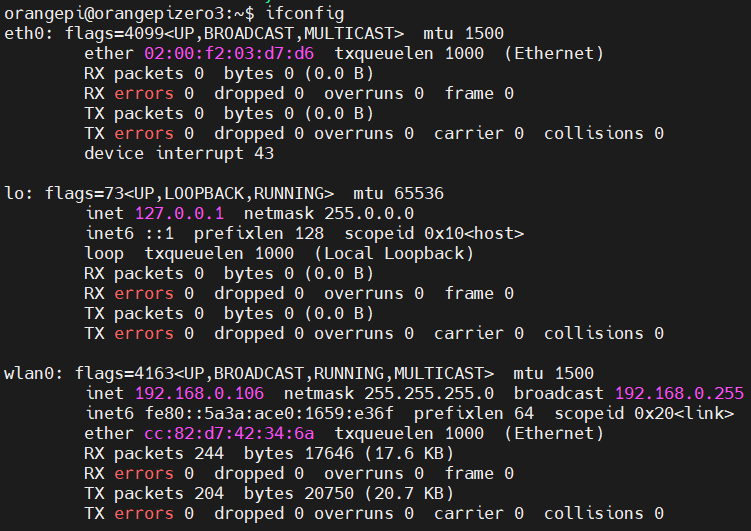 orangepi@orangepizero3:~$ ifconfig
eth0: flags=4099<UP,BROADCAST,MULTICAST>  mtu 1500
        ether 02:00:f2:03:d7:d6  txqueuelen 1000  (Ethernet)
        RX packets 0  bytes 0 (0.0 B)
        RX errors 0  dropped 0  overruns 0  frame 0
        TX packets 0  bytes 0 (0.0 B)
        TX errors 0  dropped 0 overruns 0  carrier 0  collisions 0
        device interrupt 43

lo: flags=73<UP,LOOPBACK,RUNNING>  mtu 65536
        inet 127.0.0.1  netmask 255.0.0.0
        inet6 ::1  prefixlen 128  scopeid 0x10<host>
        loop  txqueuelen 1000  (Local Loopback)
        RX packets 0  bytes 0 (0.0 B)
        RX errors 0  dropped 0  overruns 0  frame 0
        TX packets 0  bytes 0 (0.0 B)
        TX errors 0  dropped 0 overruns 0  carrier 0  collisions 0

wlan0: flags=4163<UP,BROADCAST,RUNNING,MULTICAST>  mtu 1500
        inet 192.168.0.106  netmask 255.255.255.0  broadcast 192.168.0.255
        inet6 fe80::5a3a:ace0:1659:e36f  prefixlen 64  scopeid 0x20<link>
        ether cc:82:d7:42:34:6a  txqueuelen 1000  (Ethernet)
        RX packets 244  bytes 17646 (17.6 KB)
        RX errors 0  dropped 0  overruns 0  frame 0
        TX packets 204  bytes 20750 (20.7 KB)
        TX errors 0  dropped 0 overruns 0  carrier 0  collisions 0